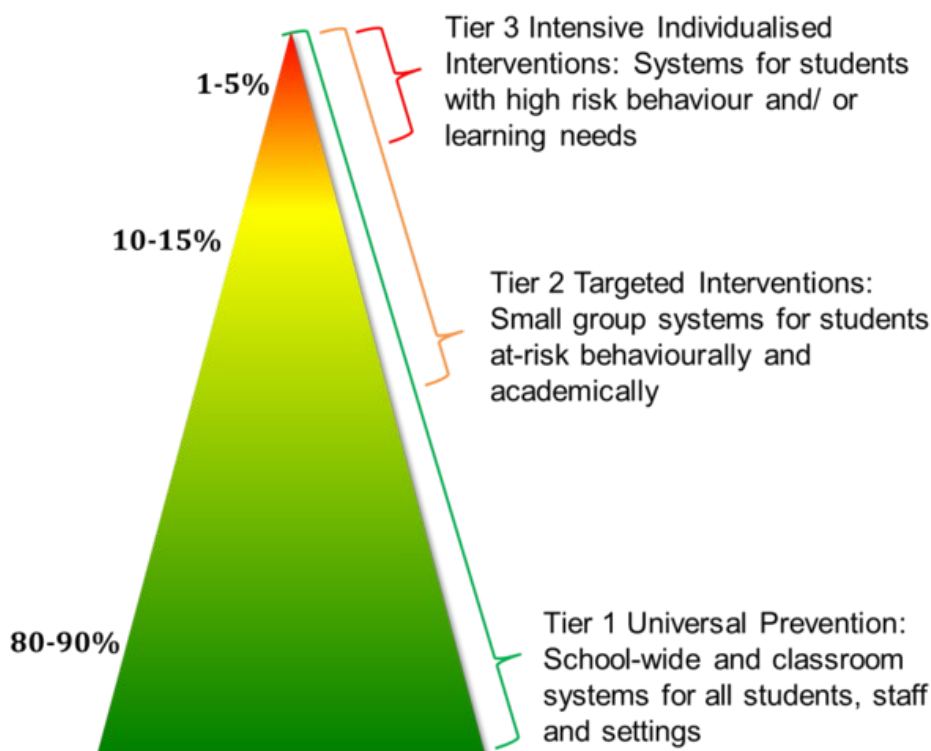 Tier 3 Intensive Individualised
Interventions: Systems for students
with high risk behaviour and/ or
learning needs
1-5%
10-15%
Tier 2 Targeted Interventions:
Small group systems for students
at-risk behaviourally and
academically
80-90%
Tier 1 Universal Prevention:
School-wide and classroom
systems for all students, staff
and settings